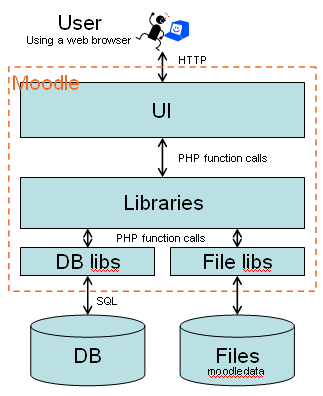 User
Using a web browser
HTTP
Moodle
UI
PHP function calls
Libraries
PHP function calls
DB libs
File libs
SQL
DB
Files
moodledata